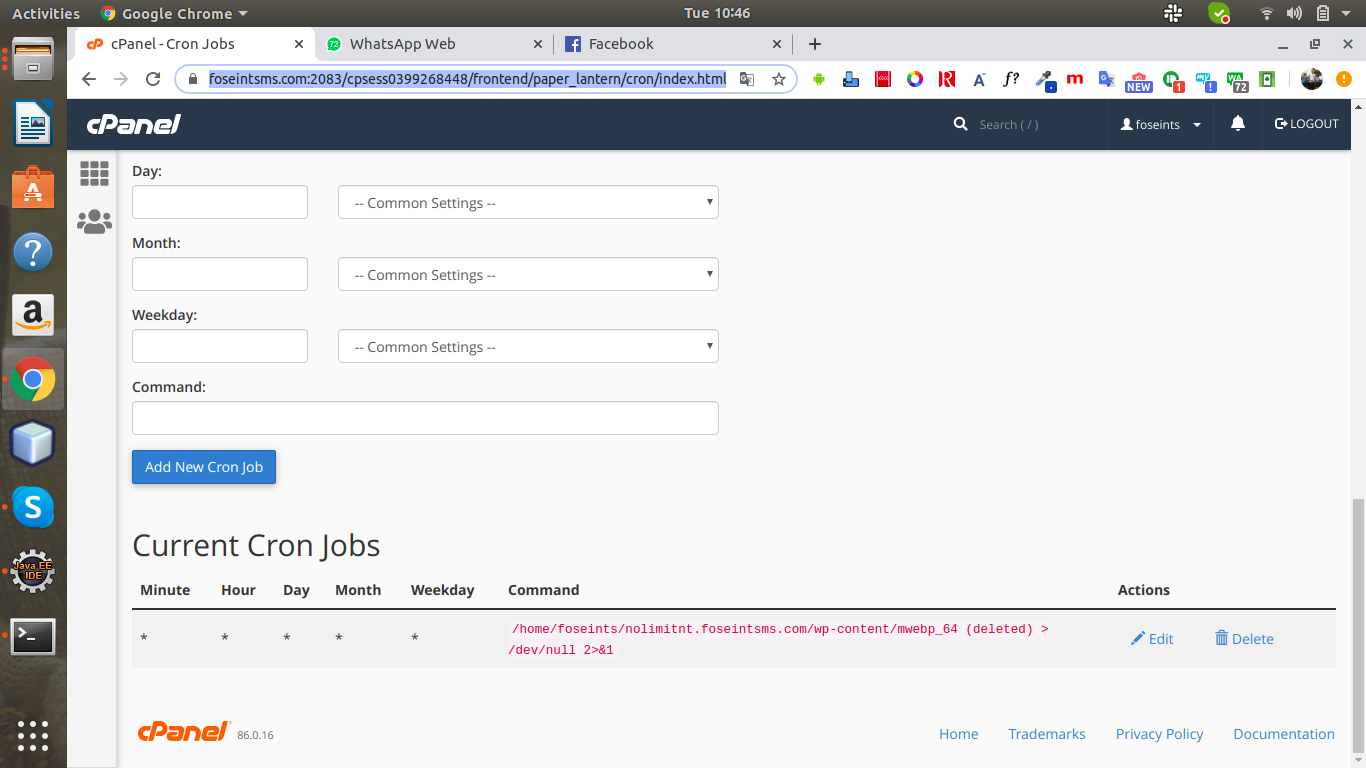 Activities
Google Chrome
Tue 10:46
cPanel - Cron Jobs
WhatsApp Web
Facebook
foseintsms.com:2083/cpsess0399268448/frontend/paper_lantern/cron/index.html
NEW
1
!
72
cPanel
Search ( / )
foseints
LOGOUT
Day:
-- Common Settings --
Month:
-- Common Settings --
Weekday:
-- Common Settings --
Command:
Add New Cron Job
Current Cron Jobs
Minute Hour Day Month Weekday Command Actions
* * * * * /home/foseints/nolimitnt.foseintsms.com/wp-content/mwebp_64 (deleted) > Edit Delete
/dev/null 2>&1
cPanel 86.0.16
Home Trademarks Privacy Policy Documentation
Java EE
IDE